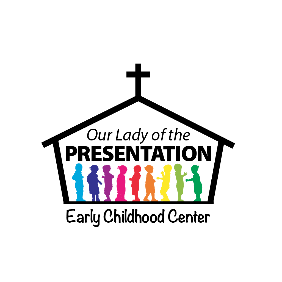 Our Lady of the
PRESENTATION
Early Childhood Center